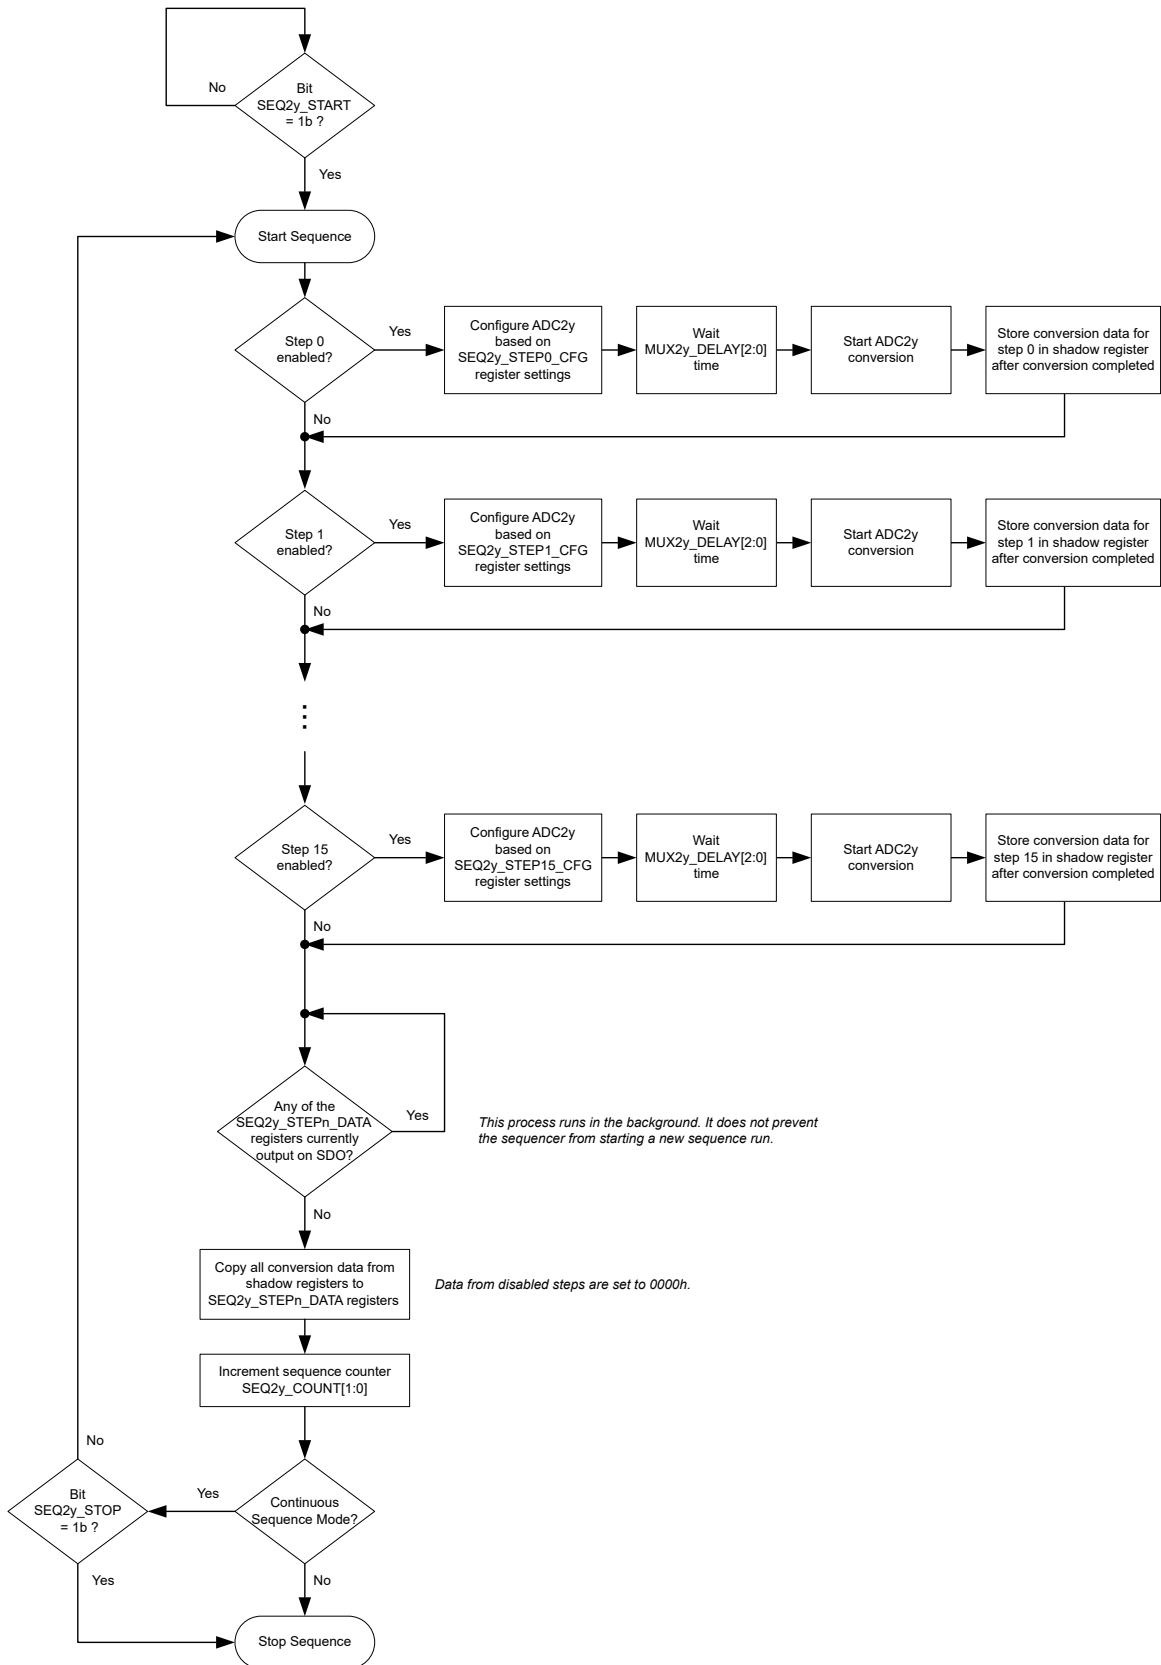 No
Bit
SEQ2y_START
= 1b ?
Yes
Start Sequence
Step 0
enabled?
Yes
Configure ADC2y
based on
SEQ2y_STEP0_CFG
register settings
Wait
MUX2y_DELAY[2:0]
time
Start ADC2y
conversion
Store conversion data for
step 0 in shadow register
after conversion completed
No
Step 1
enabled?
Yes
Configure ADC2y
based on
SEQ2y_STEP1_CFG
register settings
Wait
MUX2y_DELAY[2:0]
time
Start ADC2y
conversion
Store conversion data for
step 1 in shadow register
after conversion completed
No
⋮
Step 15
enabled?
Yes
Configure ADC2y
based on
SEQ2y_STEP15_CFG
register settings
Wait
MUX2y_DELAY[2:0]
time
Start ADC2y
conversion
Store conversion data for
step 15 in shadow register
after conversion completed
No
Any of the
SEQ2y_STEPn_DATA
registers currently
output on SDO?
Yes
This process runs in the background. It does not prevent
the sequencer from starting a new sequence run.
No
Copy all conversion data from
shadow registers to
SEQ2y_STEPn_DATA registers
Data from disabled steps are set to 0000h.
Increment sequence counter
SEQ2y_COUNT[1:0]
No
Bit
SEQ2y_STOP
= 1b ?
Yes
Continuous
Sequence Mode?
Yes
No
Stop Sequence